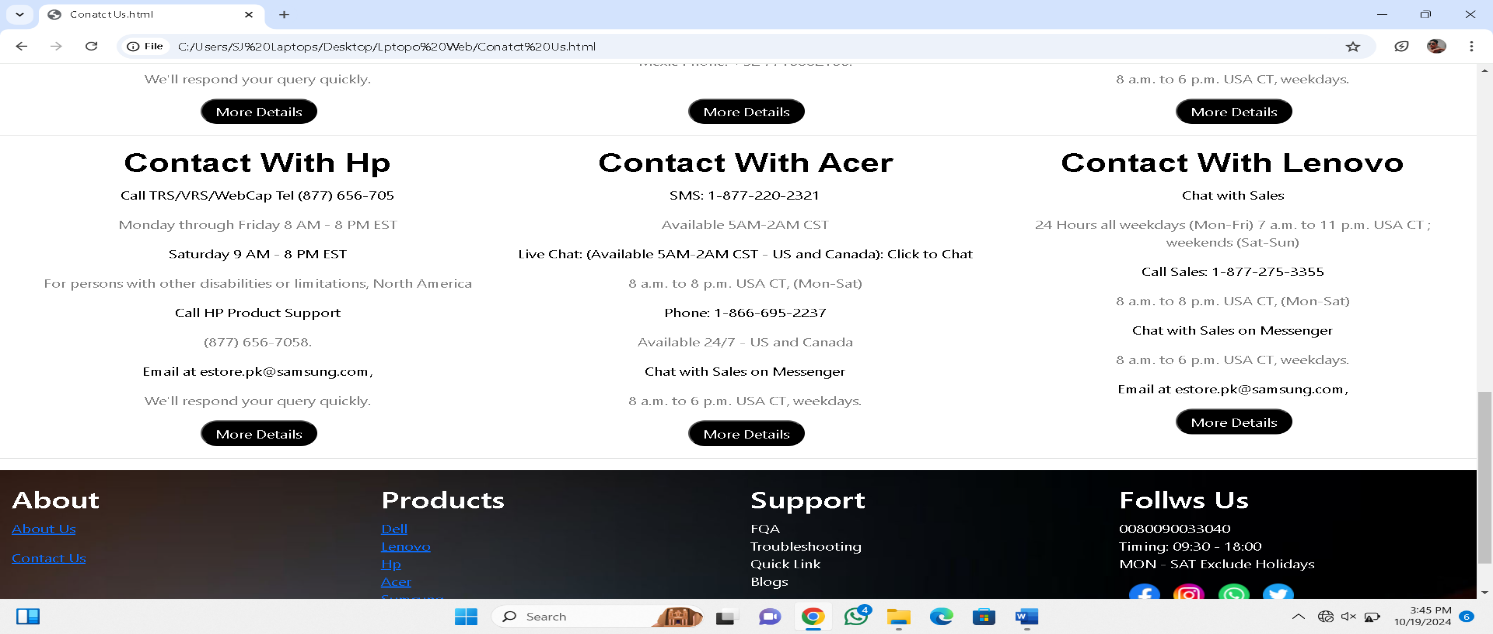 Conatct Us.html
File
C:/Users/SJ%20Laptops/Desktop/Lptopo%20Web/Conatct%20Us.html
We'll respond your query quickly.
8 a.m. to 6 p.m. USA CT, weekdays.
More Details
More Details
More Details
Contact With Hp
Call TRS/VRS/WebCap Tel (877) 656-705
Monday through Friday 8 AM - 8 PM EST
Saturday 9 AM - 8 PM EST
For persons with other disabilities or limitations, North America
Call HP Product Support
(877) 656-7058.
Email at estore.pk@samsung.com,
We'll respond your query quickly.
More Details
Contact With Acer
SMS: 1-877-220-2321
Available 5AM-2AM CST
Live Chat: (Available 5AM-2AM CST - US and Canada): Click to Chat
8 a.m. to 8 p.m. USA CT, (Mon-Sat)
Phone: 1-866-695-2237
Available 24/7 - US and Canada
Chat with Sales on Messenger
8 a.m. to 6 p.m. USA CT, weekdays.
More Details
Contact With Lenovo
Chat with Sales
24 Hours all weekdays (Mon-Fri) 7 a.m. to 11 p.m. USA CT ;
weekends (Sat-Sun)
Call Sales: 1-877-275-3355
8 a.m. to 8 p.m. USA CT, (Mon-Sat)
Chat with Sales on Messenger
8 a.m. to 6 p.m. USA CT, weekdays.
Email at estore.pk@samsung.com,
More Details
About
About Us
Contact Us
Products
Dell
Lenovo
Hp
Acer
Support
FQA
Troubleshooting
Quick Link
Blogs
Follws Us
0080090033040
Timing: 09:30 - 18:00
MON - SAT Exclude Holidays
Search
4
3:45 PM
10/19/2024
6